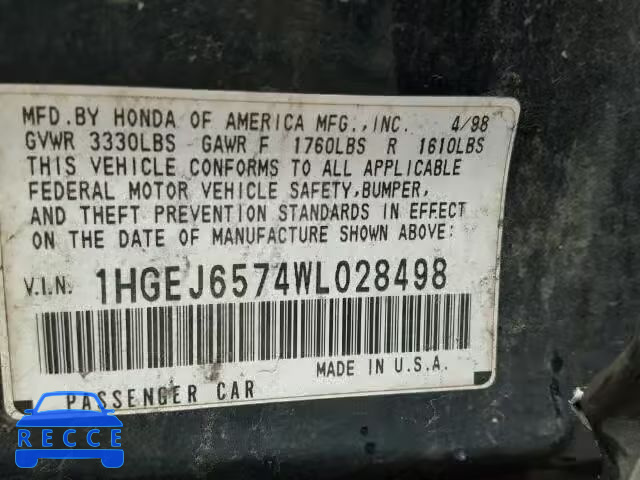 MFD.BY HONDA OF AMERICA MFG.,INC. 4/98
GVWR 3330LBS GAWR F 1760LBS R 1610LBS
THIS VEHICLE CONFORMS TO ALL APPLICABLE
FEDERAL MOTOR VEHICLE SAFETY,BUMPER,
AND THEFT PREVENTION STANDARDS IN EFFECT
ON THE DATE OF MANUFACTURE SHOWN ABOVE:
V.I.N. 1HGEJ6574WL028498
MADE IN U.S.A.
PASSENGER CAR
RECCE